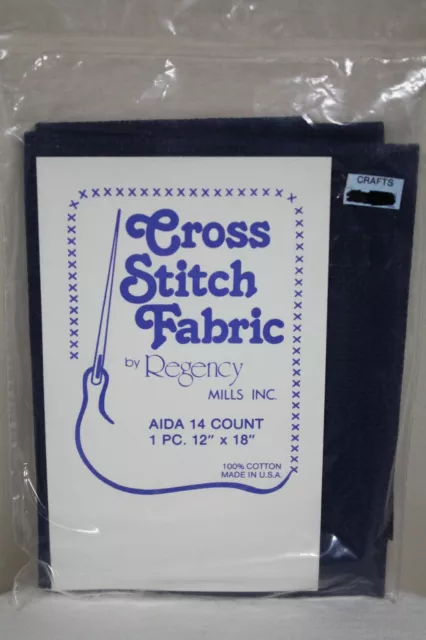 CRAFTS
Cross
Stitch
Fabric
by Regency
MILLS INC.
AIDA 14 COUNT
1 PC. 12" x 18"
100% COTTON
MADE IN U.S.A.